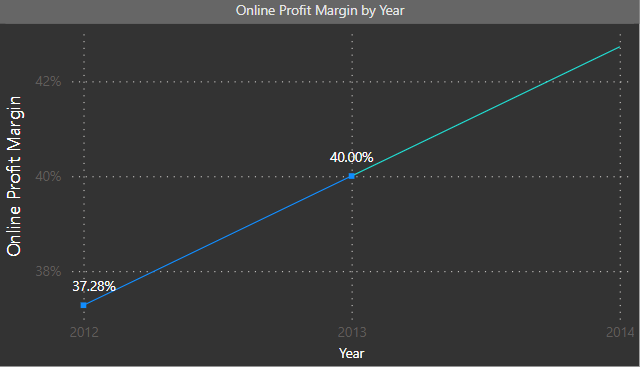 Online Profit Margin by Year
Online Profit Margin
42%
40%
38%
37.28%
40.00%
2012
2013
2014
Year